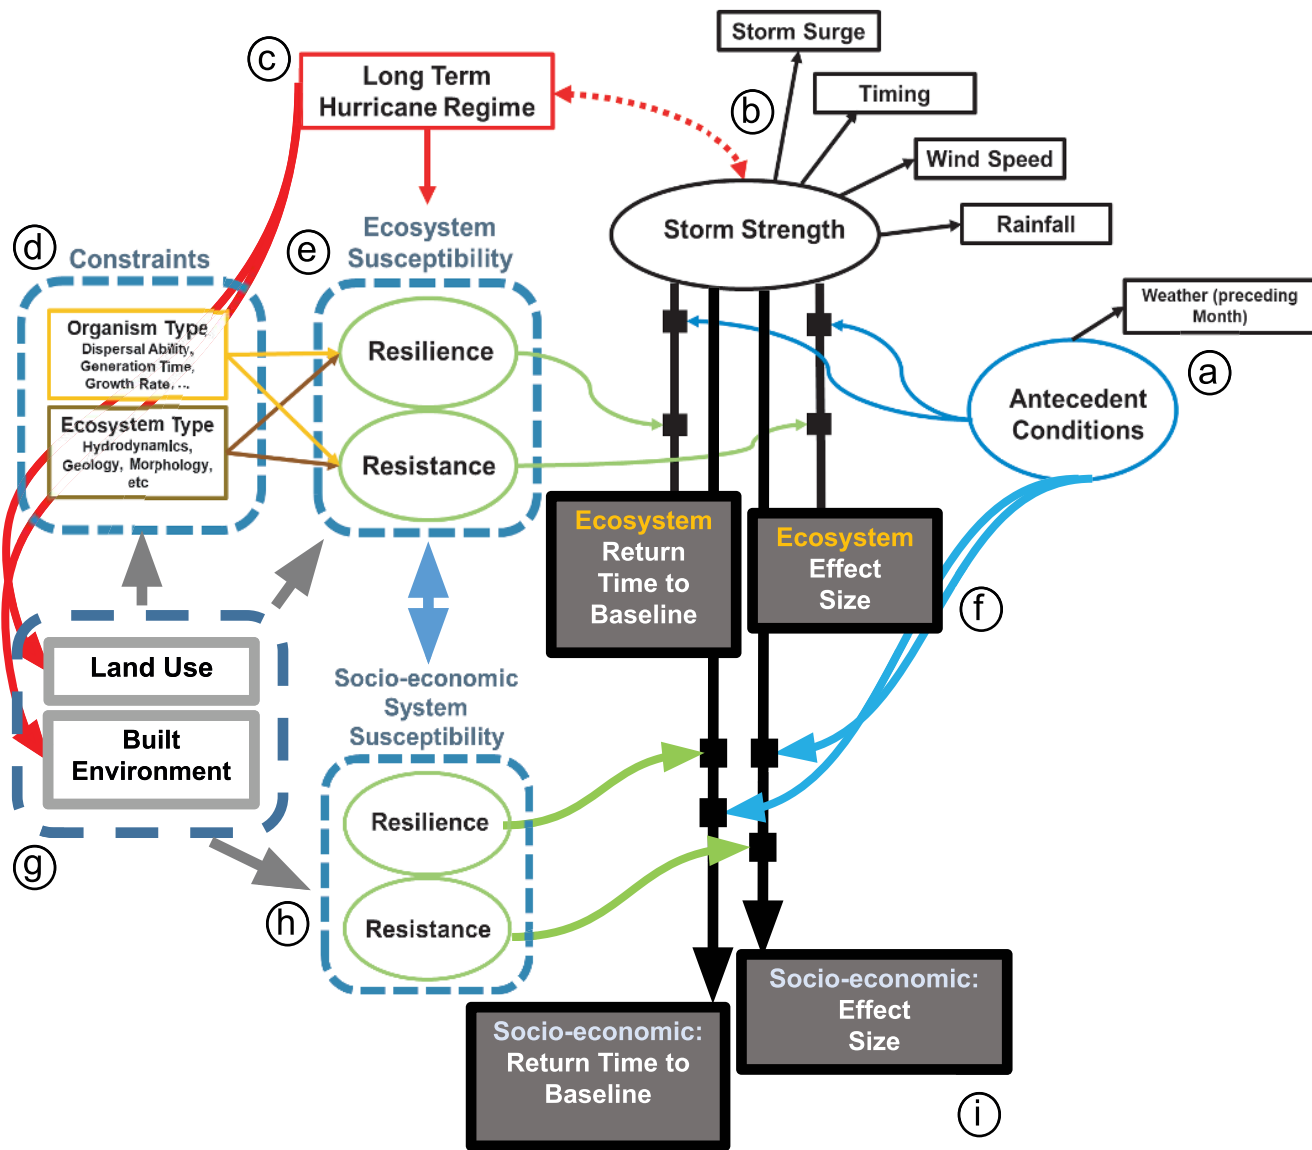 Storm Surge
b
Timing
Wind Speed
Rainfall
c
Long Term
Hurricane Regime
Storm Strength
Weather (preceding
Month)
a
Antecedent
Conditions
d
Constraints
Organism Type
Dispersal Ability,
Generation Time,
Growth Rate, ...
Ecosystem Type
Hydrodynamics,
Geology, Morphology,
etc
e
Ecosystem
Susceptibility
Resilience
Resistance
Ecosystem
Return
Time to
Baseline
Ecosystem
Effect
Size
f
Land Use
Built
Environment
g
Socio-economic
System
Susceptibility
Resilience
Resistance
h
Socio-economic:
Effect
Size
Socio-economic:
Return Time to
Baseline
i